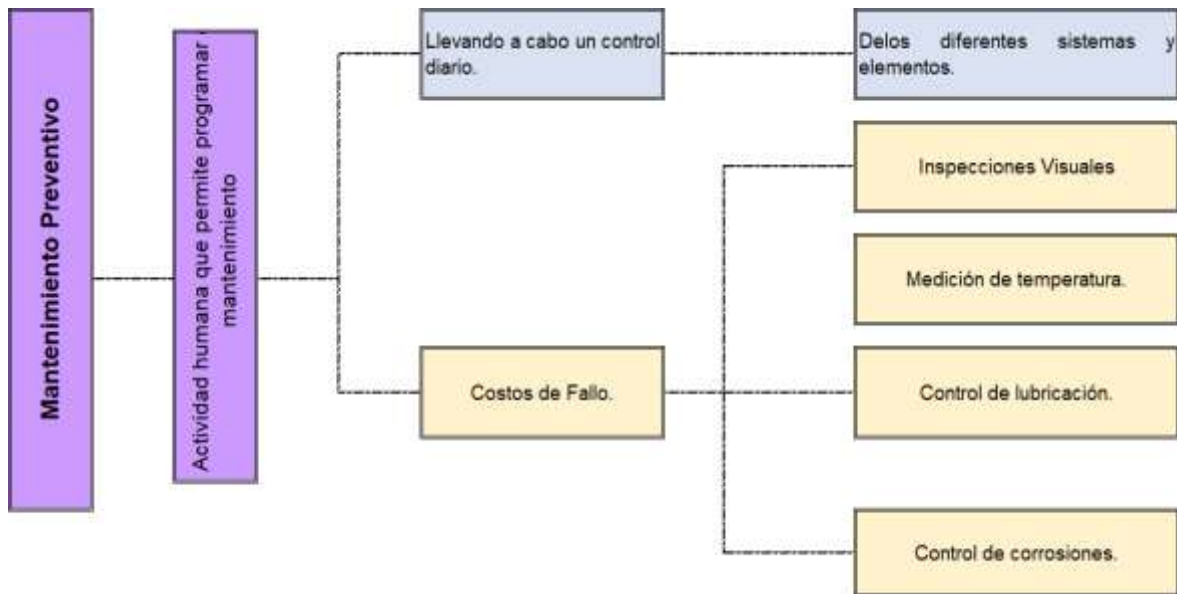 Mantenimiento Preventivo
Actividad humana que permite programar
mantenimiento
Llevando a cabo un control
diario.
Delos diferentes sistemas y
elementos.
Costos de Fallo.
Inspecciones Visuales
Medición de temperatura.
Control de lubricación.
Control de corrosiones.